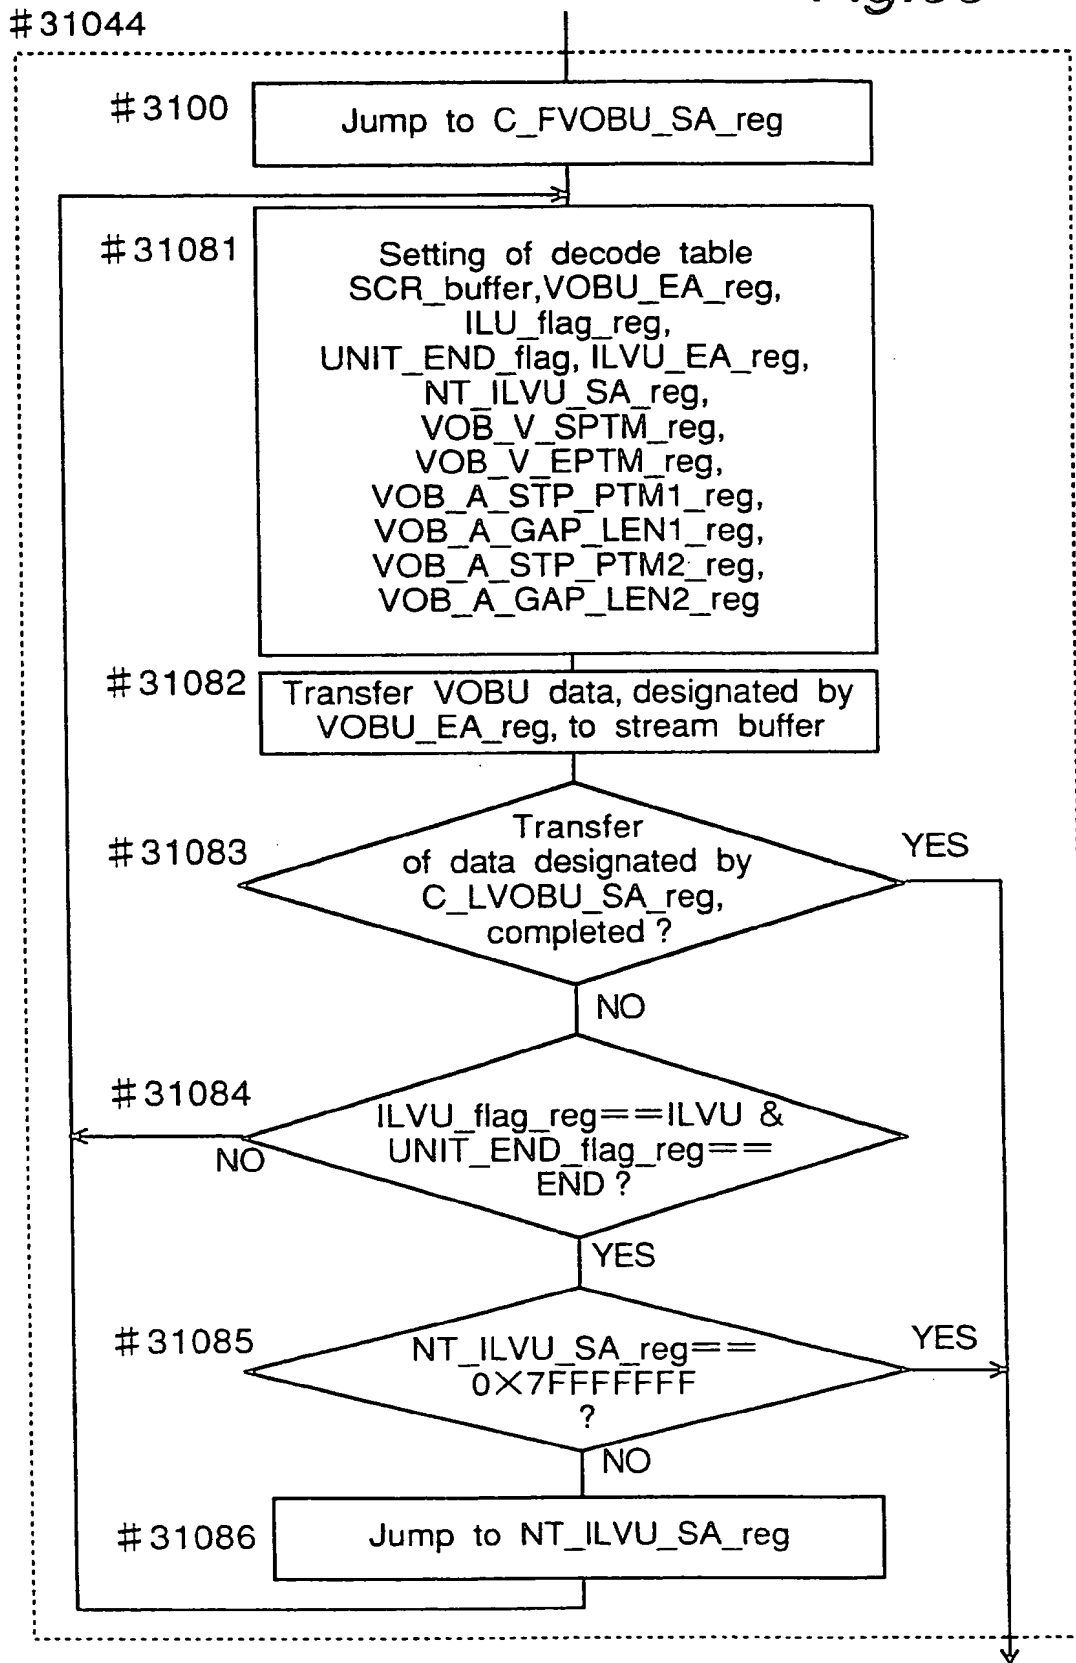 #31044
#3100
Jump to C_FVOBU_SA_reg
#31081
Setting of decode table
SCR_buffer,VOBU_EA_reg,
ILU_flag_reg,
UNIT_END_flag, ILVU_EA_reg,
NT_ILVU_SA_reg,
VOB_V_SPTM_reg,
VOB_V_EPTM_reg,
VOB_A_STP_PTM1_reg,
VOB_A_GAP_LEN1_reg,
VOB_A_STP_PTM2_reg,
VOB_A_GAP_LEN2_reg
#31082
Transfer VOBU data, designated by
VOBU_EA_reg, to stream buffer
#31083
Transfer
of data designated by
C_LVOBU_SA_reg,
completed ?
YES
NO
#31084
ILVU_flag_reg==ILVU &
UNIT_END_flag_reg==
END ?
NO
YES
#31085
NT_ILVU_SA_reg==
0X7FFFFFFF
?
YES
NO
#31086
Jump to NT_ILVU_SA_reg